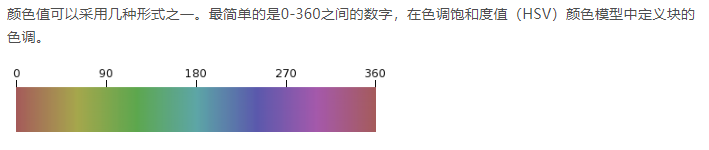 颜色值可以采用几种形式之一。最简单的是0-360之间的数字，在色调饱和度值（HSV）颜色模型中定义块的
色调。
0 90 180 270 360